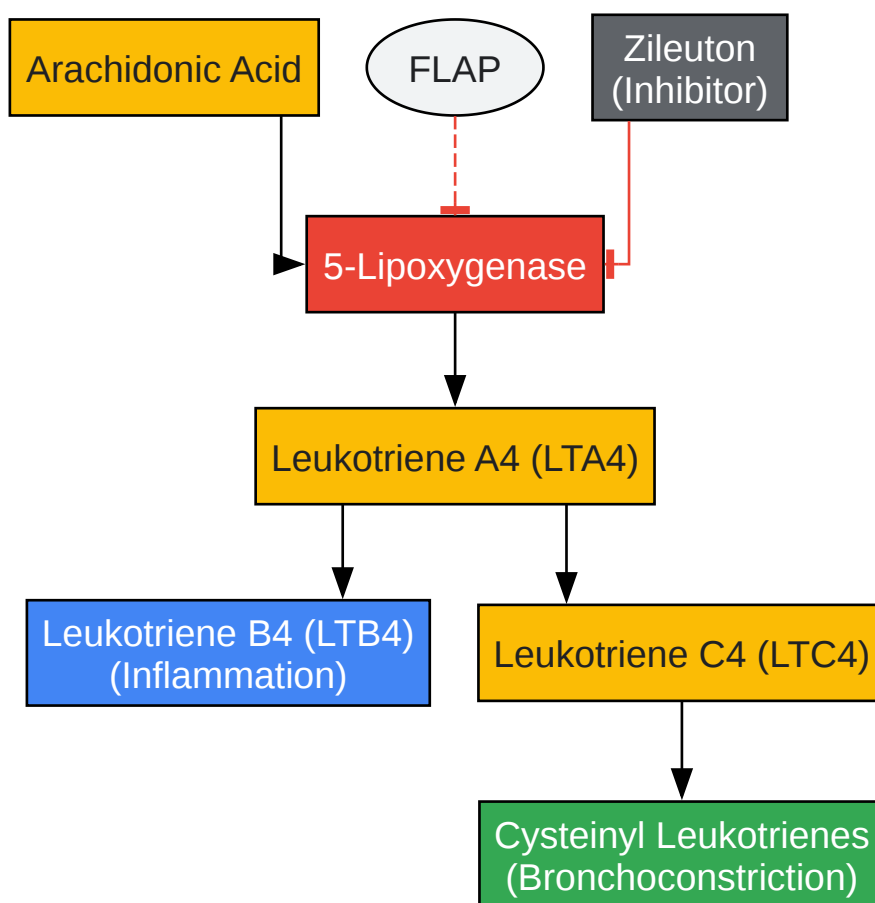 Arachidonic Acid
FLAP
Zileuton
(Inhibitor)
5-Lipoxygenase
Leukotriene A4 (LTA4)
Leukotriene B4 (LTB4)
(Inflammation)
Leukotriene C4 (LTC4)
Cysteinyl Leukotrienes
(Bronchoconstriction)